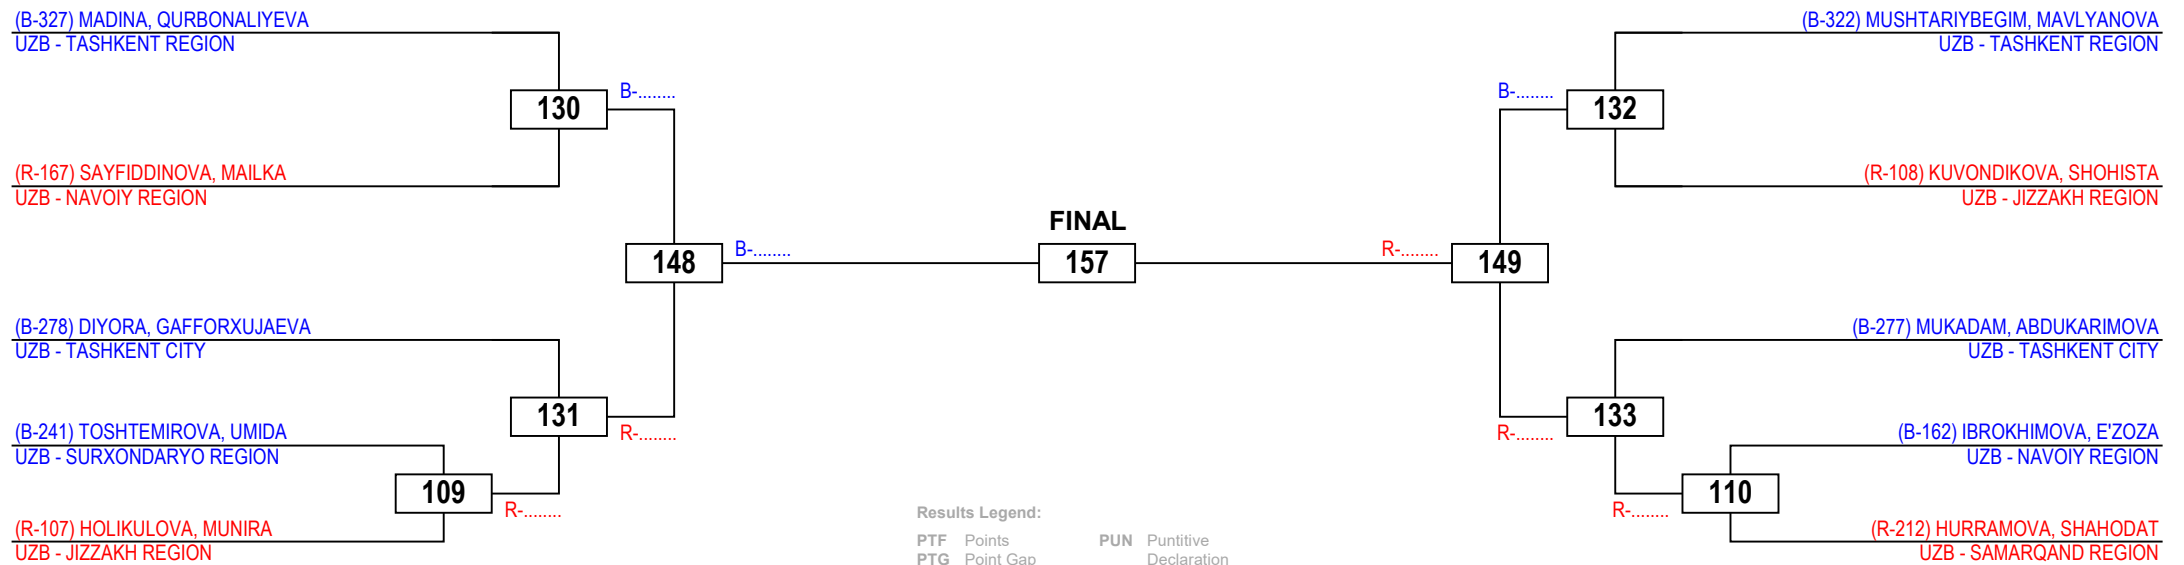 (B-327) MADINA, QURBONALIYEVA
UZB - TASHKENT REGION
130
B-........
(R-167) SAYFIDDINOVA, MAILKA
UZB - NAVOIY REGION
148
B-........
(B-278) DIYORA, GAFFORXUJAEVA
UZB - TASHKENT CITY
131
R-........
(B-241) TOSHTEMIROVA, UMIDA
UZB - SURXONDARYO REGION
109
R-........
(R-107) HOLIKULOVA, MUNIRA
UZB - JIZZAKH REGION
FINAL
157
(B-322) MUSHTARIYBEGIM, MAVLYANOVA
UZB - TASHKENT REGION
B-........
132
(R-108) KUVONDIKOVA, SHOHISTA
UZB - JIZZAKH REGION
R-........
149
(B-277) MUKADAM, ABDUKARIMOVA
UZB - TASHKENT CITY
R-........
133
(B-162) IBROKHIMOVA, E'ZOZA
UZB - NAVOIY REGION
R-........
110
(R-212) HURRAMOVA, SHAHODAT
UZB - SAMARQAND REGION
Results Legend:
PTF Points
PTG Point Gap
PUN Puntitive
Declaration